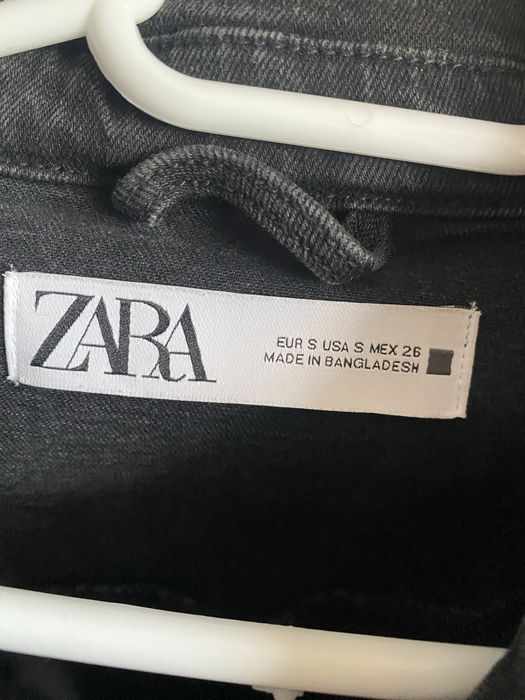 ZARA
EUR S USA S MEX 26
MADE IN BANGLADESH